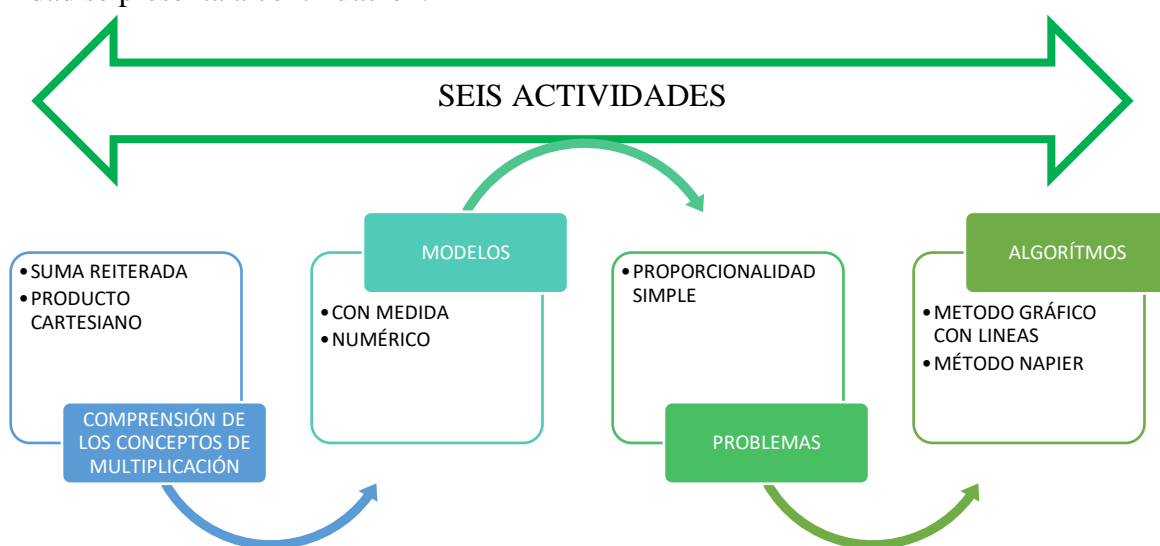 SEIS ACTIVIDADES
• SUMA REITERADA
• PRODUCTO
CARTESIANO
COMPRENSIÓN DE
LOS CONCEPTOS DE
MULTIPLICACIÓN
MODELOS
• CON MEDIDA
• NUMÉRICO
• PROPORCIONALIDAD
SIMPLE
PROBLEMAS
ALGORÍTMOS
• METODO GRÁFICO
CON LINEAS
• MÉTODO NAPIER